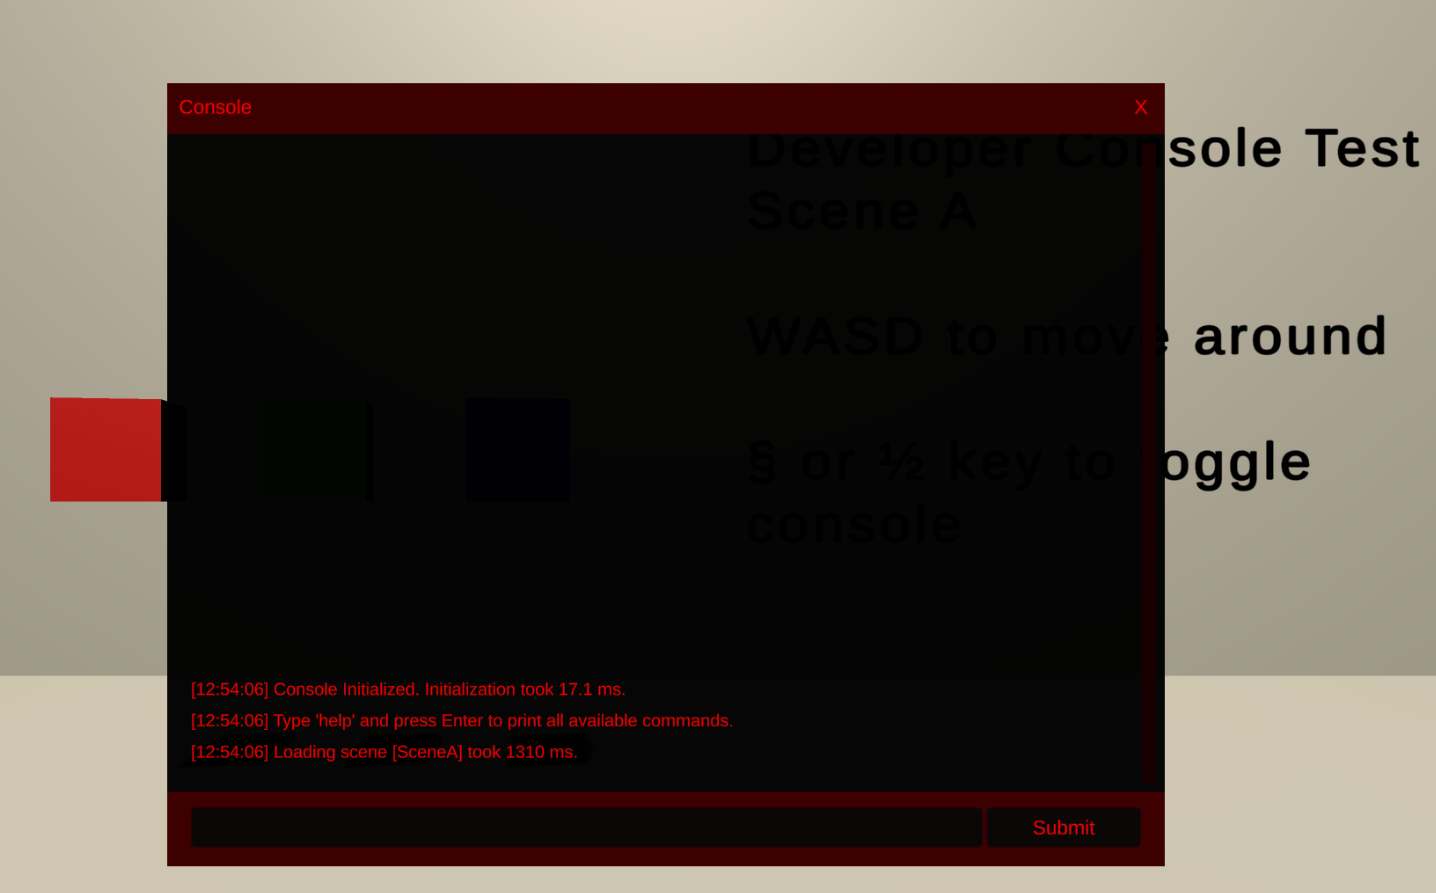 Console X
Developer Console Test
Scene A
WASD to move around
§ or ½ key to toggle
console
[12:54:06] Console Initialized. Initialization took 17.1 ms.
[12:54:06] Type 'help' and press Enter to print all available commands.
[12:54:06] Loading scene [SceneA] took 1310 ms.
Submit